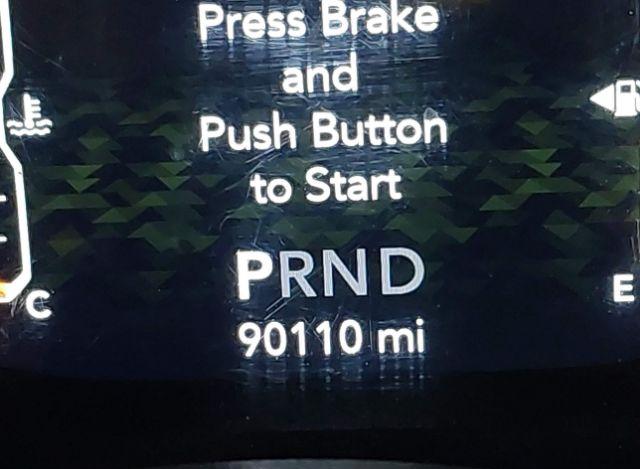 Press Brake
and
Push Button
to Start
PRND
C
E
90110 mi